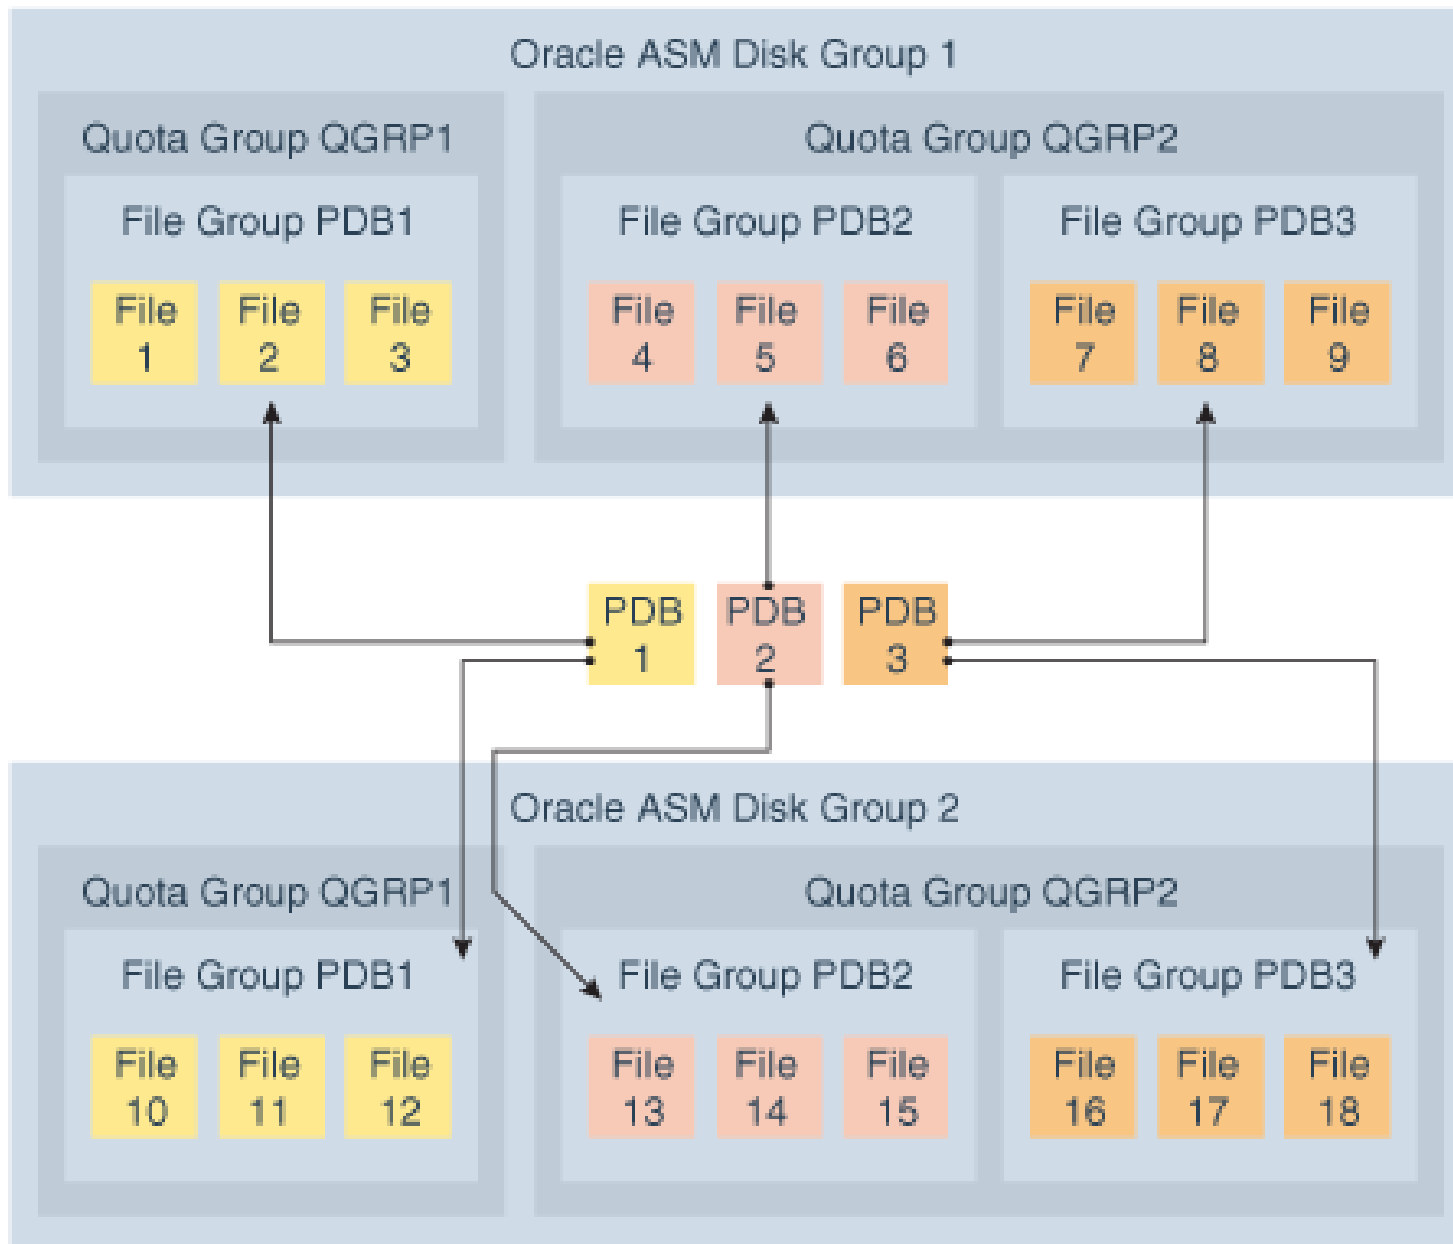 Oracle ASM Disk Group 1
Quota Group QGRP1
Quota Group QGRP2
File Group PDB1
File Group PDB2
File Group PDB3
File 1
File 2
File 3
File 4
File 5
File 6
File 7
File 8
File 9
PDB 1
PDB 2
PDB 3
Oracle ASM Disk Group 2
Quota Group QGRP1
Quota Group QGRP2
File Group PDB1
File Group PDB2
File Group PDB3
File 10
File 11
File 12
File 13
File 14
File 15
File 16
File 17
File 18